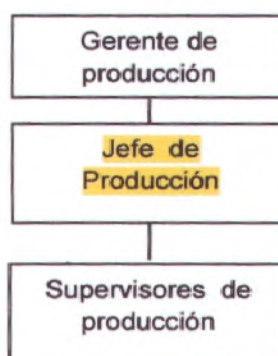 Gerente de
producción
Jefe de
Producción
Supervisores de
producción